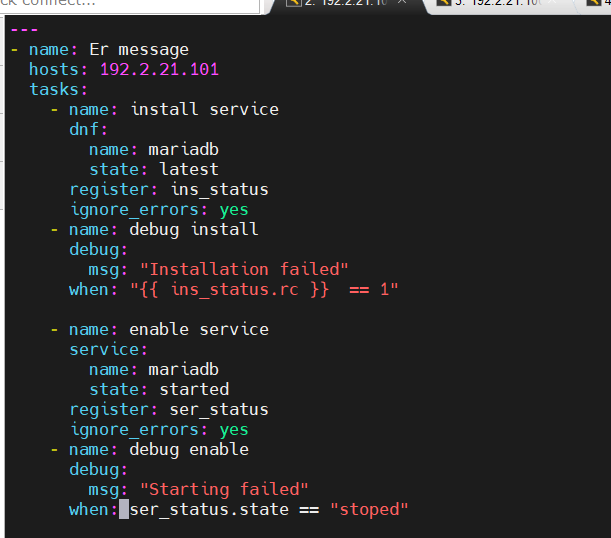 ck connect...
2. 192.2.21.10
3. 192.2.21.10
4
---
- name: Er message
  hosts: 192.2.21.101
  tasks:
    - name: install service
      dnf:
        name: mariadb
        state: latest
      register: ins_status
      ignore_errors: yes
    - name: debug install
      debug:
        msg: "Installation failed"
      when: "{{ ins_status.rc }}  == 1"

    - name: enable service
      service:
        name: mariadb
        state: started
      register: ser_status
      ignore_errors: yes
    - name: debug enable
      debug:
        msg: "Starting failed"
      when: ser_status.state == "stoped"